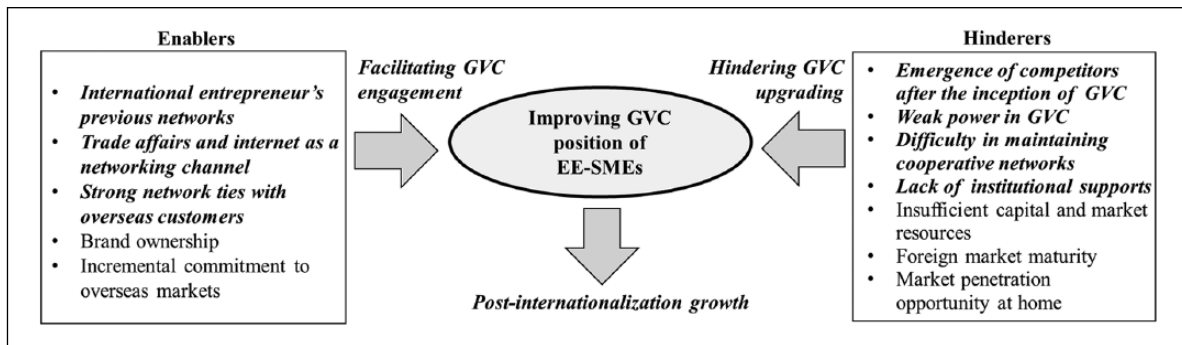 Enablers
• International entrepreneur's
previous networks
• Trade affairs and internet as a
networking channel
• Strong network ties with
overseas customers
• Brand ownership
• Incremental commitment to
overseas markets
Facilitating GVC
engagement
Improving GVC
position of
EE-SMEs
Post-internationalization growth
Hindering GVC
upgrading
Hinderers
• Emergence of competitors
after the inception of GVC
• Weak power in GVC
• Difficulty in maintaining
cooperative networks
• Lack of institutional supports
• Insufficient capital and market
resources
• Foreign market maturity
• Market penetration
opportunity at home